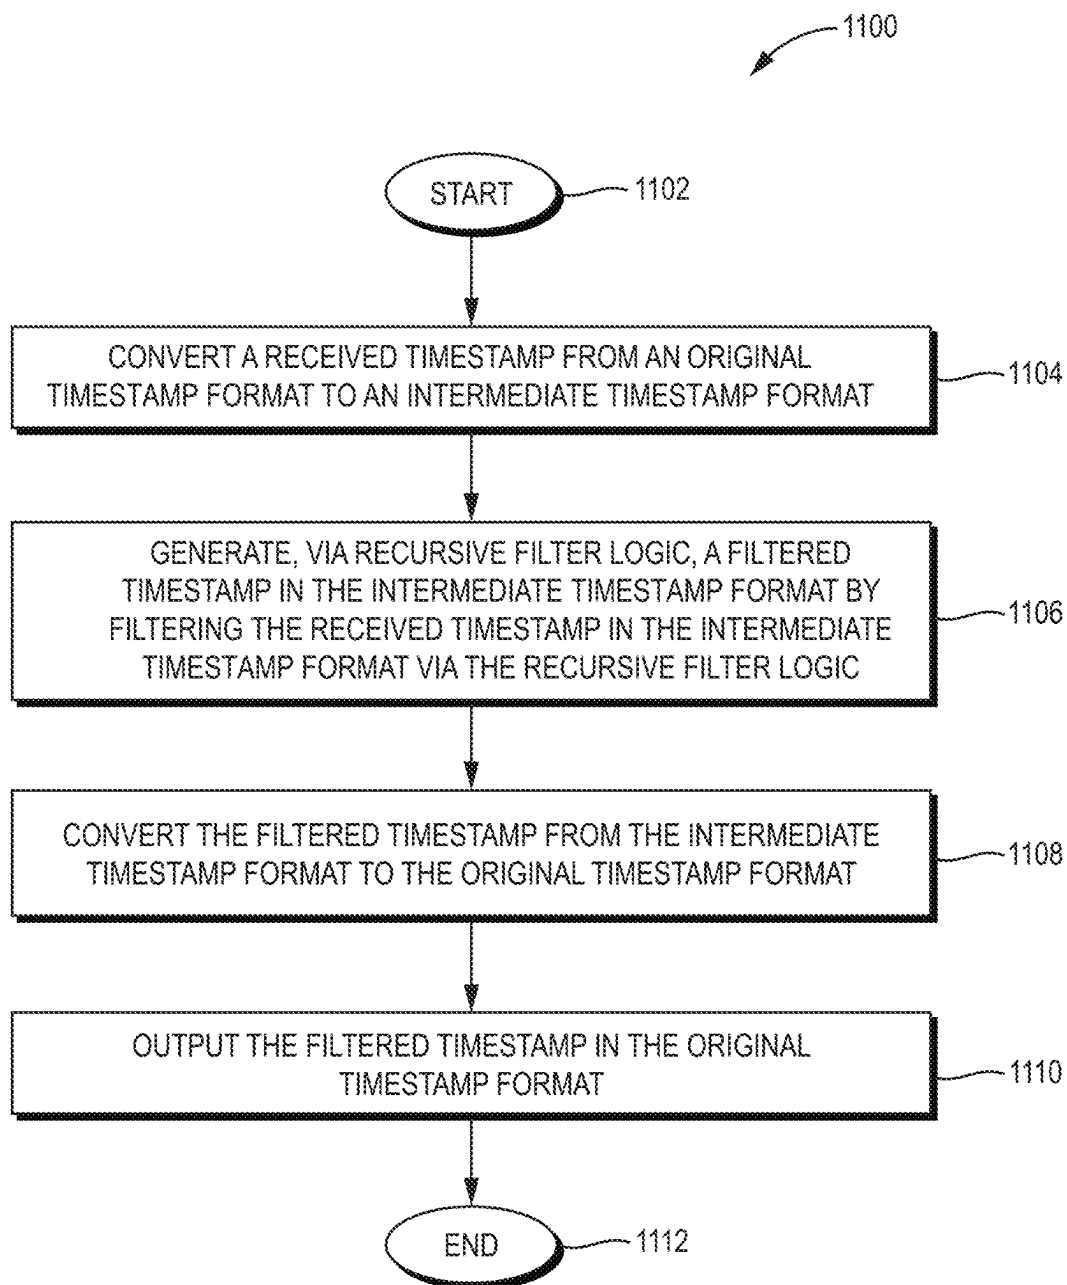 1100
START
1102
CONVERT A RECEIVED TIMESTAMP FROM AN ORIGINAL
TIMESTAMP FORMAT TO AN INTERMEDIATE TIMESTAMP FORMAT
1104
GENERATE, VIA RECURSIVE FILTER LOGIC, A FILTERED
TIMESTAMP IN THE INTERMEDIATE TIMESTAMP FORMAT BY
FILTERING THE RECEIVED TIMESTAMP IN THE INTERMEDIATE
TIMESTAMP FORMAT VIA THE RECURSIVE FILTER LOGIC
1106
CONVERT THE FILTERED TIMESTAMP FROM THE INTERMEDIATE
TIMESTAMP FORMAT TO THE ORIGINAL TIMESTAMP FORMAT
1108
OUTPUT THE FILTERED TIMESTAMP IN THE ORIGINAL
TIMESTAMP FORMAT
1110
END
1112